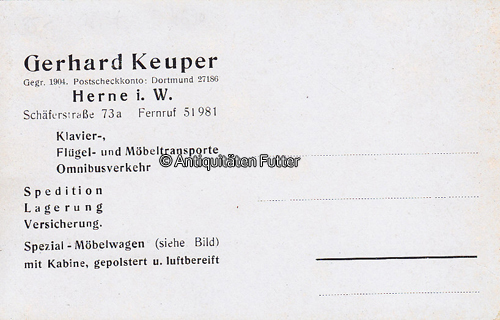 Gerhard Keuper
Gegr. 1904. Postscheckkonto: Dortmund 27186
Herne i. W.
Schäferstraße 73a Fernruf 51981
Klavier-,
Flügel- und Möbeltransporte
Omnibusverkehr
© Antiquitäten Futter
Spedition
Lagerung
Versicherung.
Spezial-Möbelwagen (siehe Bild)
mit Kabine, gepolstert u. luftbereift